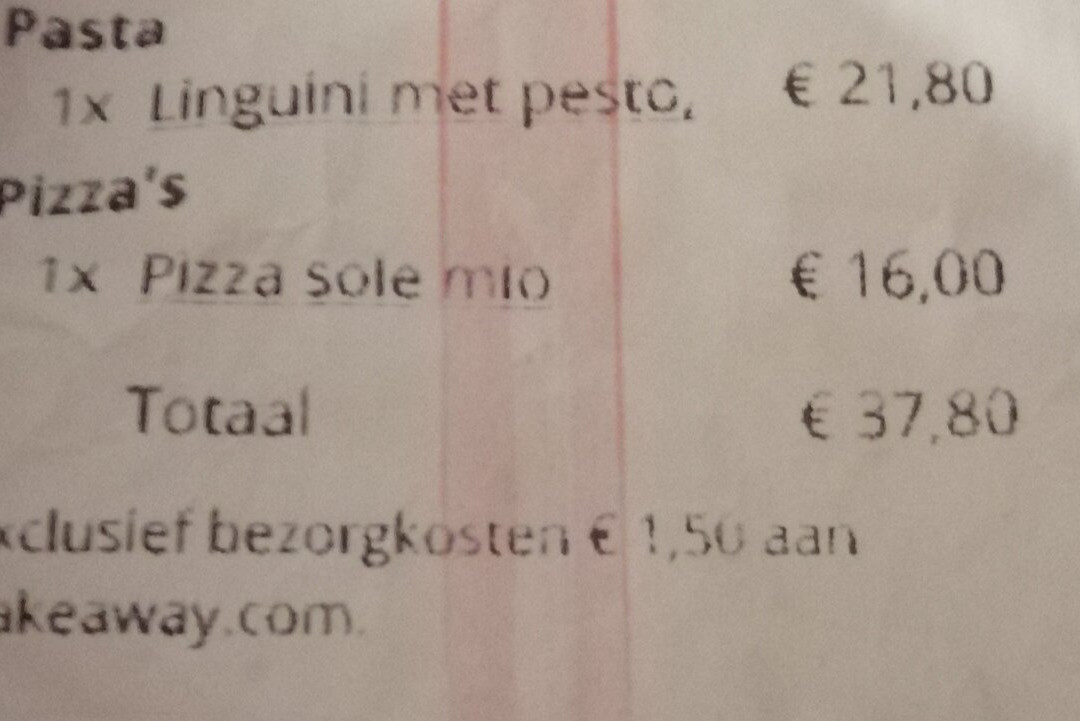 Pasta
1x Linguini met pesto, € 21,80
Pizza's
1x Pizza sole mio € 16,00
Totaal € 37,80
xclusief bezorgkosten € 1,50 aan
akeaway.com.